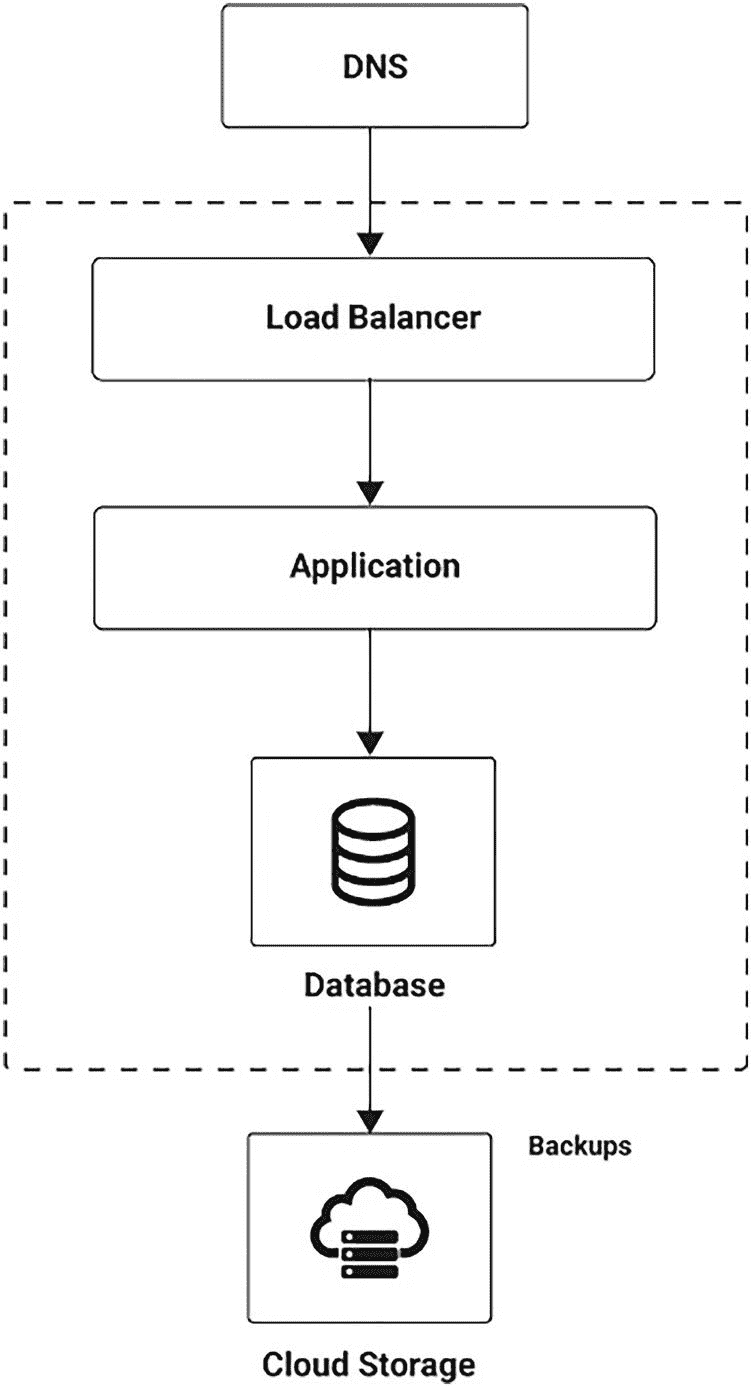 DNS
Load Balancer
Application
Database
Backups
Cloud Storage